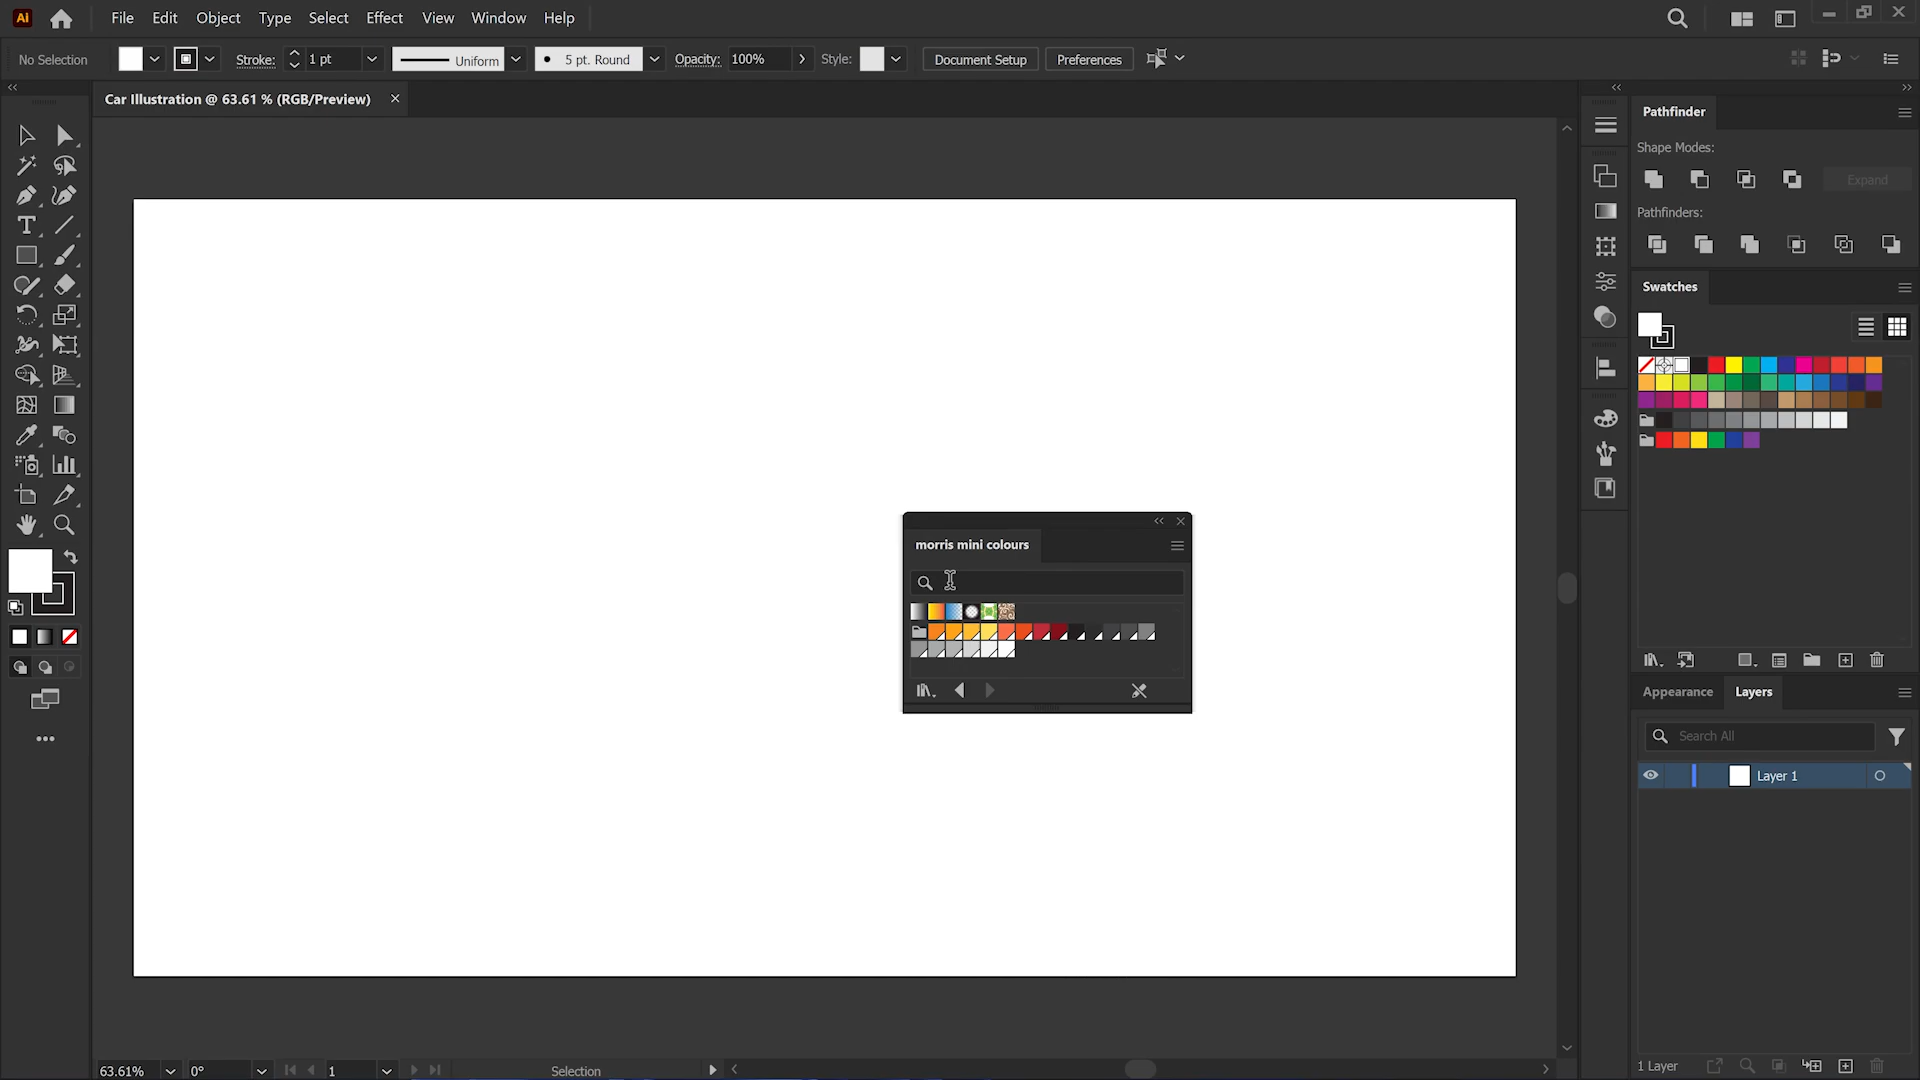 Ai
File Edit Object Type Select Effect View Window Help
No Selection Stroke: 1 pt Uniform 5 pt. Round Opacity: 100% Style: Document Setup Preferences
Car Illustration @ 63.61 % (RGB/Preview)
Pathfinder
Shape Modes:
Expand
Pathfinders:
Swatches
morris mini colours
Appearance Layers
Search All
Layer 1
1 Layer
63.61% 0° 1 Selection